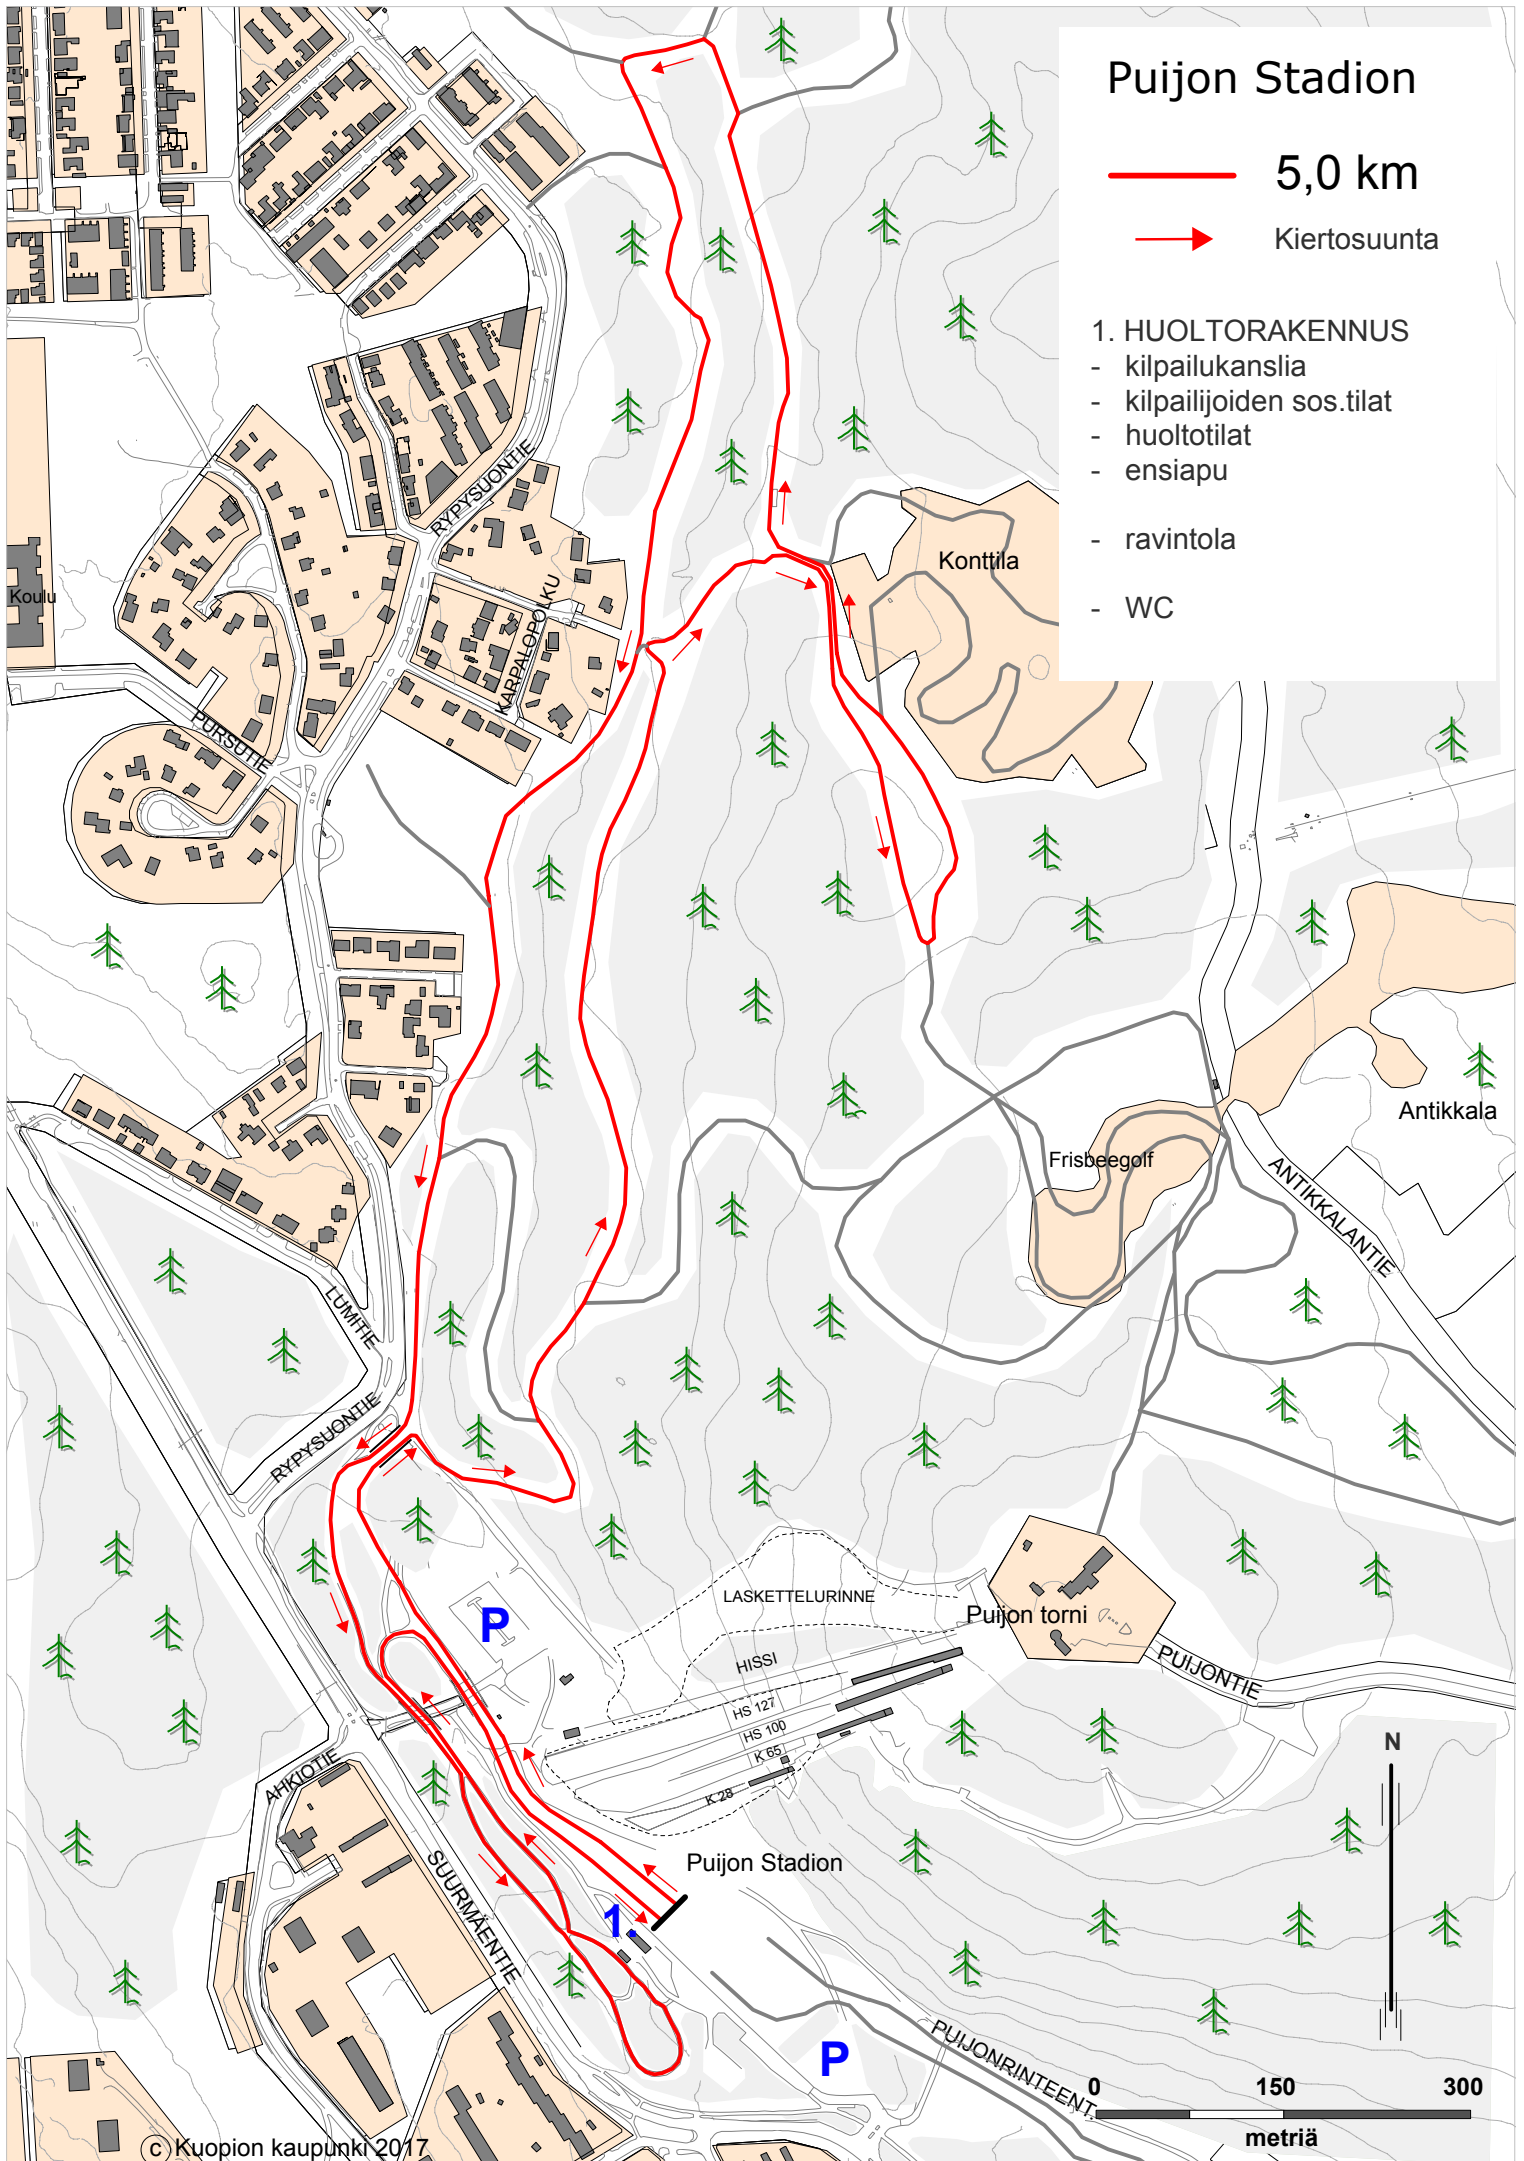 Puijon Stadion
5,0 km
Kiertosuunta
1. HUOLTORAKENNUS
- kilpailukanslia
- kilpailijoiden sos.tilat
- huoltotilat
- ensiapu
- ravintola
- WC
RYPYSUONTIE
Konttila
Koulu
KARPALOPOLKU
PURSUTIE
Antikkala
Frisbeegolf
ANTIKKALANTIE
LUMITIE
RYPYSUONTIE
LASKETTELURINNE
Puijon torni
P
HISSI
PUIJONTIE
HS 127
HS 100
K 65
K 28
N
AHKIOTIE
SUURMÄENTIE
Puijon Stadion
1.
P
PUIJONRINTEENT.
0 150 300
metriä
c Kuopion kaupunki 2017